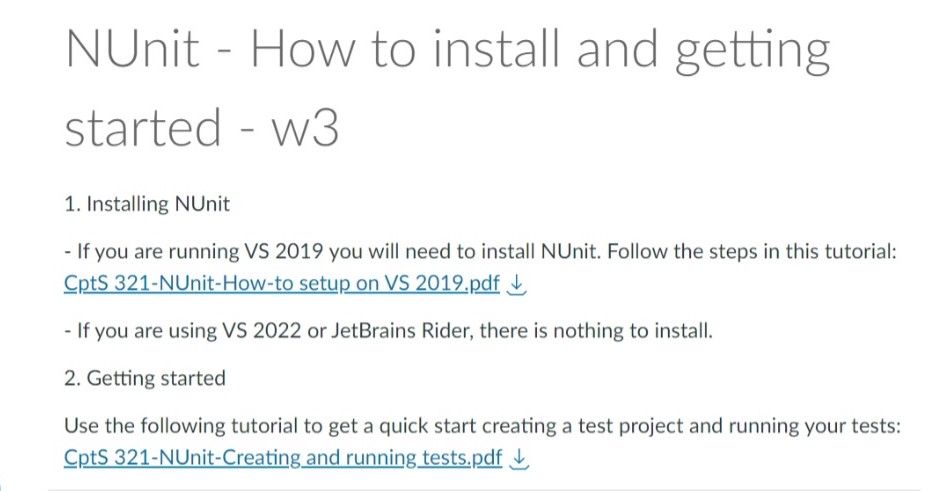 NUnit - How to install and getting
started - w3
1. Installing NUnit
- If you are running VS 2019 you will need to install NUnit. Follow the steps in this tutorial:
CptS 321-NUnit-How-to setup on VS 2019.pdf
- If you are using VS 2022 or JetBrains Rider, there is nothing to install.
2. Getting started
Use the following tutorial to get a quick start creating a test project and running your tests:
CptS 321-NUnit-Creating and running tests.pdf